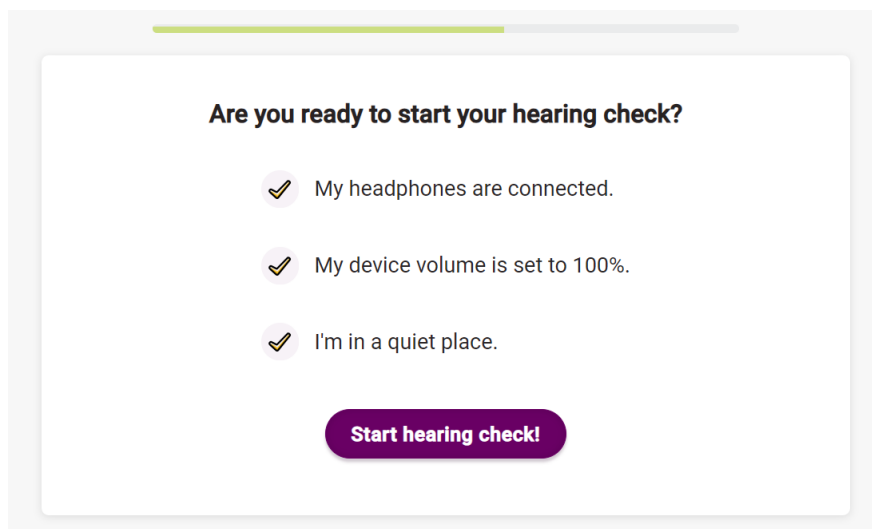 Are you ready to start your hearing check?
My headphones are connected.
My device volume is set to 100%.
I'm in a quiet place.
Start hearing check!